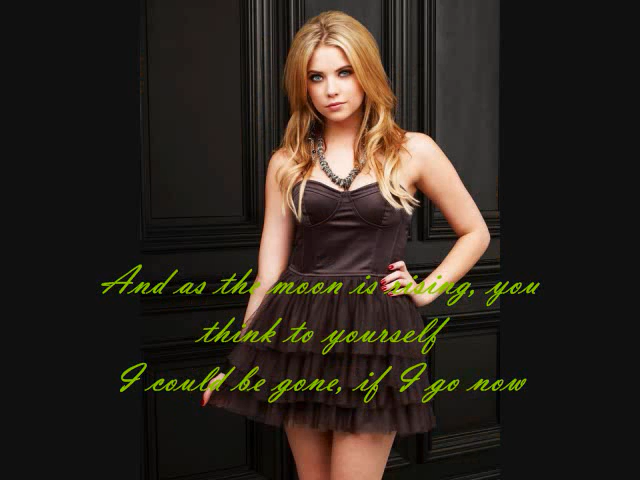 And as the moon is rising, you
think to yourself
I could be gone, if I go now